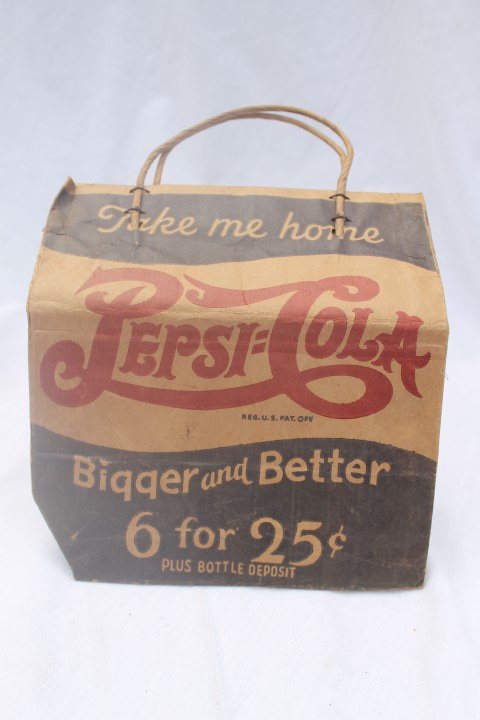 Take me home
PEPSI=COLA
REG. U. S. PAT. OFF.
Bigger and Better
6 for 25¢
PLUS BOTTLE DEPOSIT